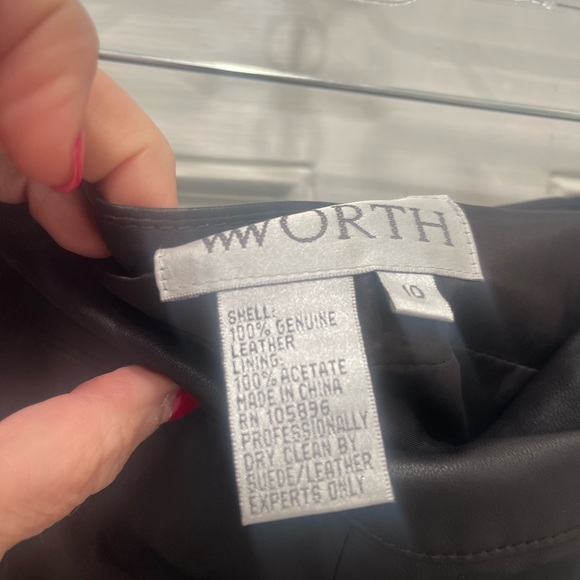 WORTH
10
SHELL:
100% GENUINE
LEATHER
LINING:
100% ACETATE
MADE IN CHINA
RN 105896
PROFESSIONALLY
DRY CLEAN BY
SUEDE/LEATHER
EXPERTS ONLY